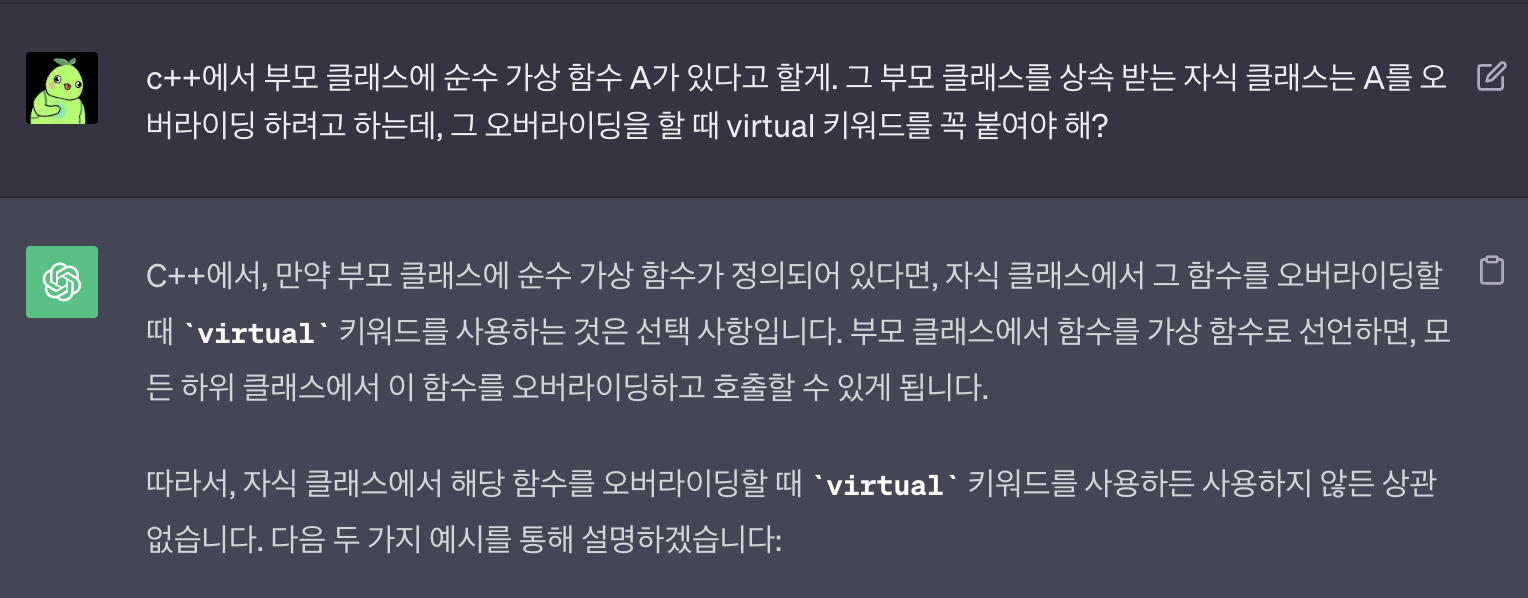 c++에서 부모 클래스에 순수 가상 함수 A가 있다고 할게. 그 부모 클래스를 상속 받는 자식 클래스는 A를 오
버라이딩 하려고 하는데, 그 오버라이딩을 할 때 virtual 키워드를 꼭 붙여야 해?
C++에서, 만약 부모 클래스에 순수 가상 함수가 정의되어 있다면, 자식 클래스에서 그 함수를 오버라이딩할
때 `virtual` 키워드를 사용하는 것은 선택 사항입니다. 부모 클래스에서 함수를 가상 함수로 선언하면, 모
든 하위 클래스에서 이 함수를 오버라이딩하고 호출할 수 있게 됩니다.
따라서, 자식 클래스에서 해당 함수를 오버라이딩할 때 `virtual` 키워드를 사용하든 사용하지 않든 상관
없습니다. 다음 두 가지 예시를 통해 설명하겠습니다: